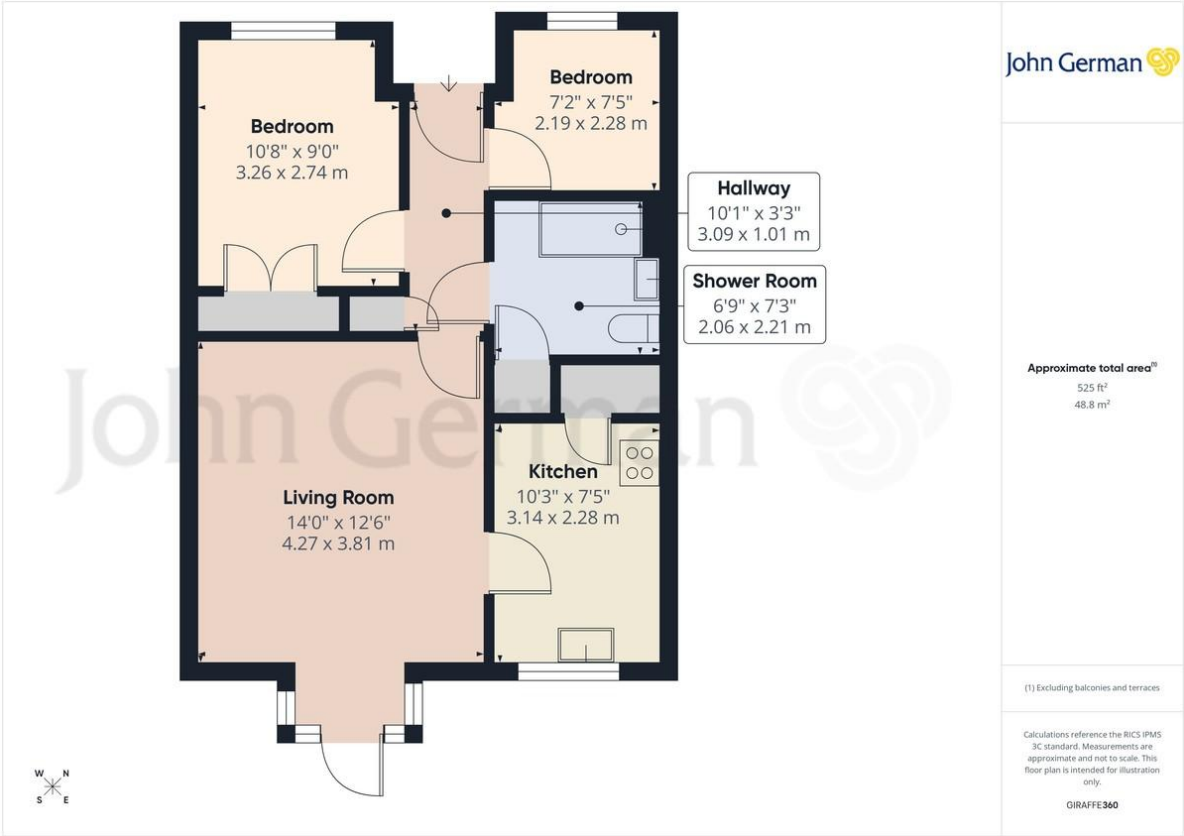 Bedroom
10'8" x 9'0"
3.26 x 2.74 m
Bedroom
7'2" x 7'5"
2.19 x 2.28 m
Hallway
10'1" x 3'3"
3.09 x 1.01 m
Shower Room
6'9" x 7'3"
2.06 x 2.21 m
Living Room
14'0" x 12'6"
4.27 x 3.81 m
Kitchen
10'3" x 7'5"
3.14 x 2.28 m
John German
W N
S E
John German
Approximate total area(1)
525 ft²
48.8 m²
(1) Excluding balconies and terraces
Calculations reference the RICS IPMS
3C standard. Measurements are
approximate and not to scale. This
floor plan is intended for illustration
only.
GIRAFFE360